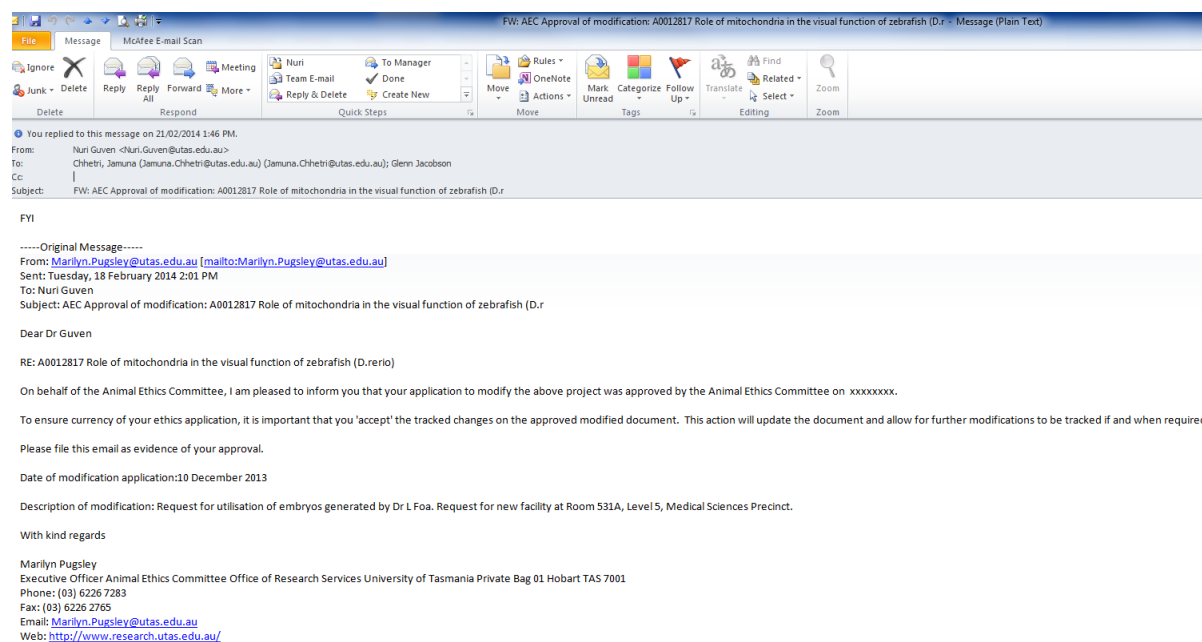 FW: AEC Approval of modification: A0012817 Role of mitochondria in the visual function of zebrafish (D.r - Message (Plain Text)
File Message McAfee E-mail Scan
Ignore
Junk
Delete
Reply
Reply All
Forward
Meeting
More
Nuri
Team E-mail
Reply & Delete
To Manager
Done
Create New
Move
Rules
OneNote
Actions
Mark Unread
Categorize
Follow Up
Translate
Find
Related
Select
Zoom
Delete Respond Quick Steps Move Tags Editing Zoom
You replied to this message on 21/02/2014 1:46 PM.
From: Nuri Guven <Nuri.Guven@utas.edu.au>
To: Chhetri, Jamuna (Jamuna.Chhetri@utas.edu.au) (Jamuna.Chhetri@utas.edu.au); Glenn Jacobson
Cc:
Subject: FW: AEC Approval of modification: A0012817 Role of mitochondria in the visual function of zebrafish (D.r
FYI
-----Original Message-----
From: Marilyn.Pugsley@utas.edu.au [mailto:Marilyn.Pugsley@utas.edu.au]
Sent: Tuesday, 18 February 2014 2:01 PM
To: Nuri Guven
Subject: AEC Approval of modification: A0012817 Role of mitochondria in the visual function of zebrafish (D.r
Dear Dr Guven
RE: A0012817 Role of mitochondria in the visual function of zebrafish (D.rerio)
On behalf of the Animal Ethics Committee, I am pleased to inform you that your application to modify the above project was approved by the Animal Ethics Committee on xxxxxxxx.
To ensure currency of your ethics application, it is important that you 'accept' the tracked changes on the approved modified document. This action will update the document and allow for further modifications to be tracked if and when required
Please file this email as evidence of your approval.
Date of modification application:10 December 2013
Description of modification: Request for utilisation of embryos generated by Dr L Foa. Request for new facility at Room 531A, Level 5, Medical Sciences Precinct.
With kind regards
Marilyn Pugsley
Executive Officer Animal Ethics Committee Office of Research Services University of Tasmania Private Bag 01 Hobart TAS 7001
Phone: (03) 6226 7283
Fax: (03) 6226 2765
Email: Marilyn.Pugsley@utas.edu.au
Web: http://www.research.utas.edu.au/